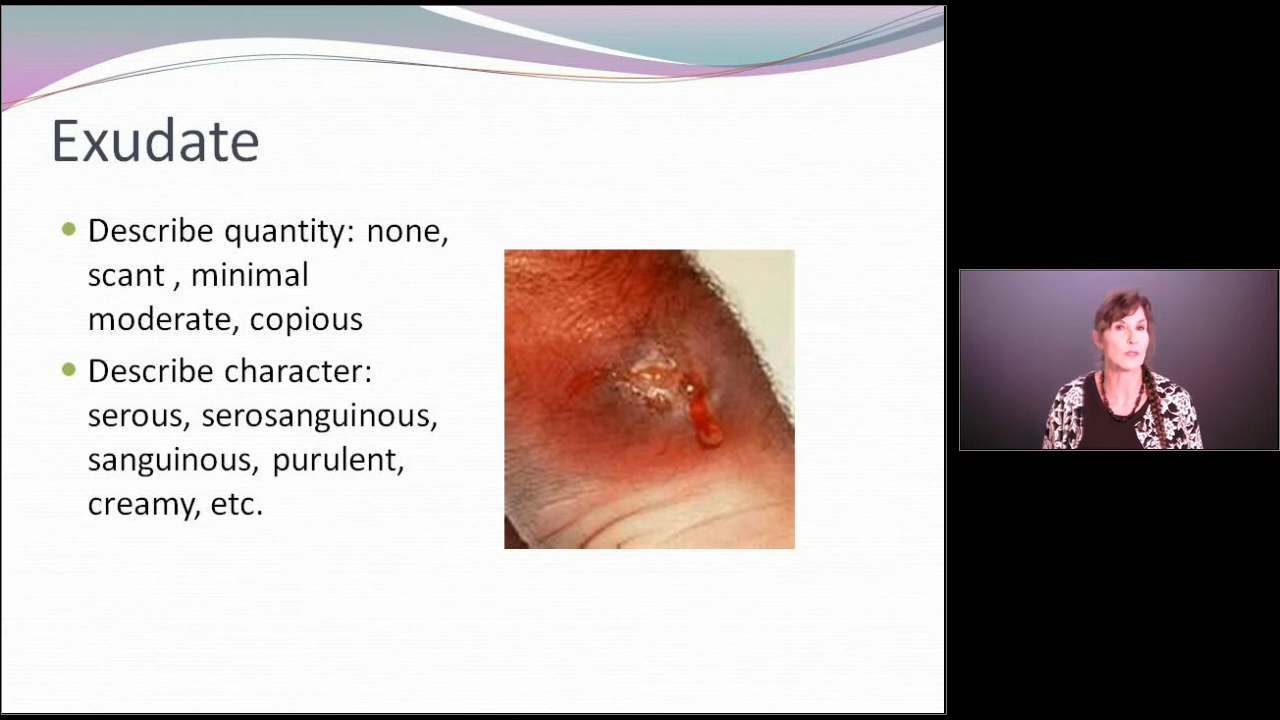 Exudate
Describe quantity: none,
scant , minimal
moderate, copious
Describe character:
serous, serosanguinous,
sanguinous, purulent,
creamy, etc.